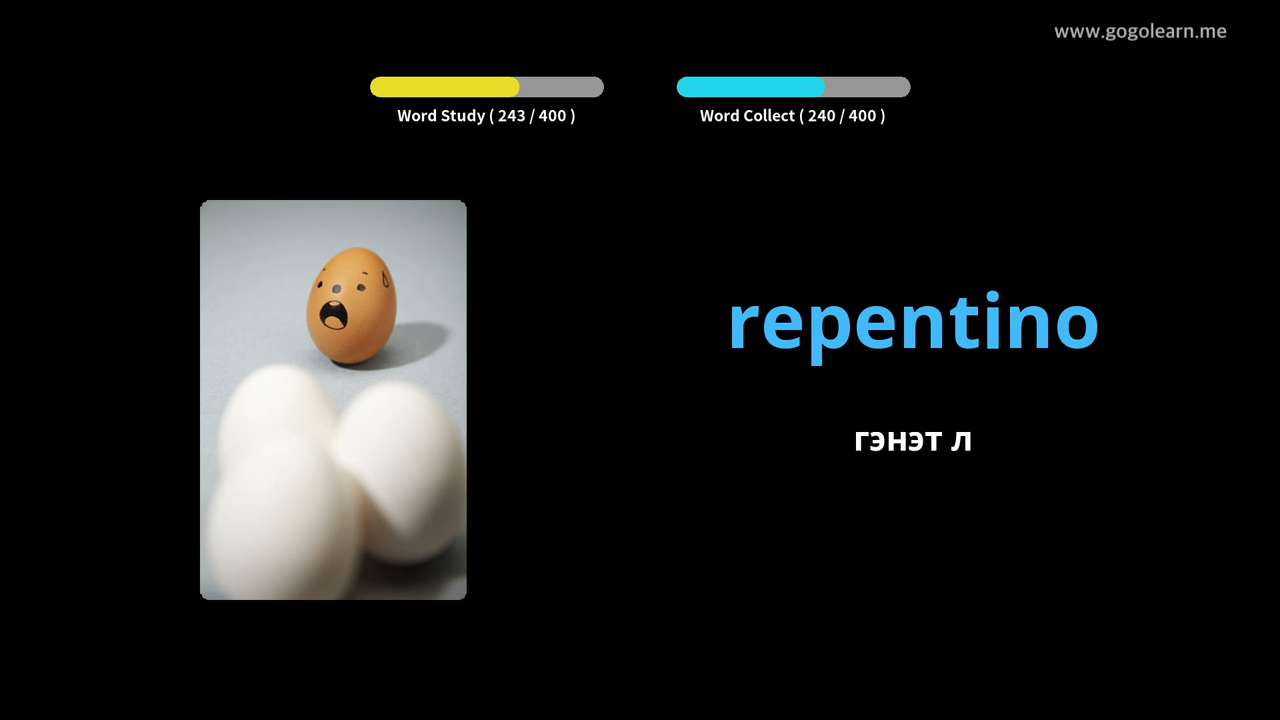 www.gogolearn.me
Word Study ( 243 / 400 )
Word Collect ( 240 / 400 )
repentino
гэнэт л